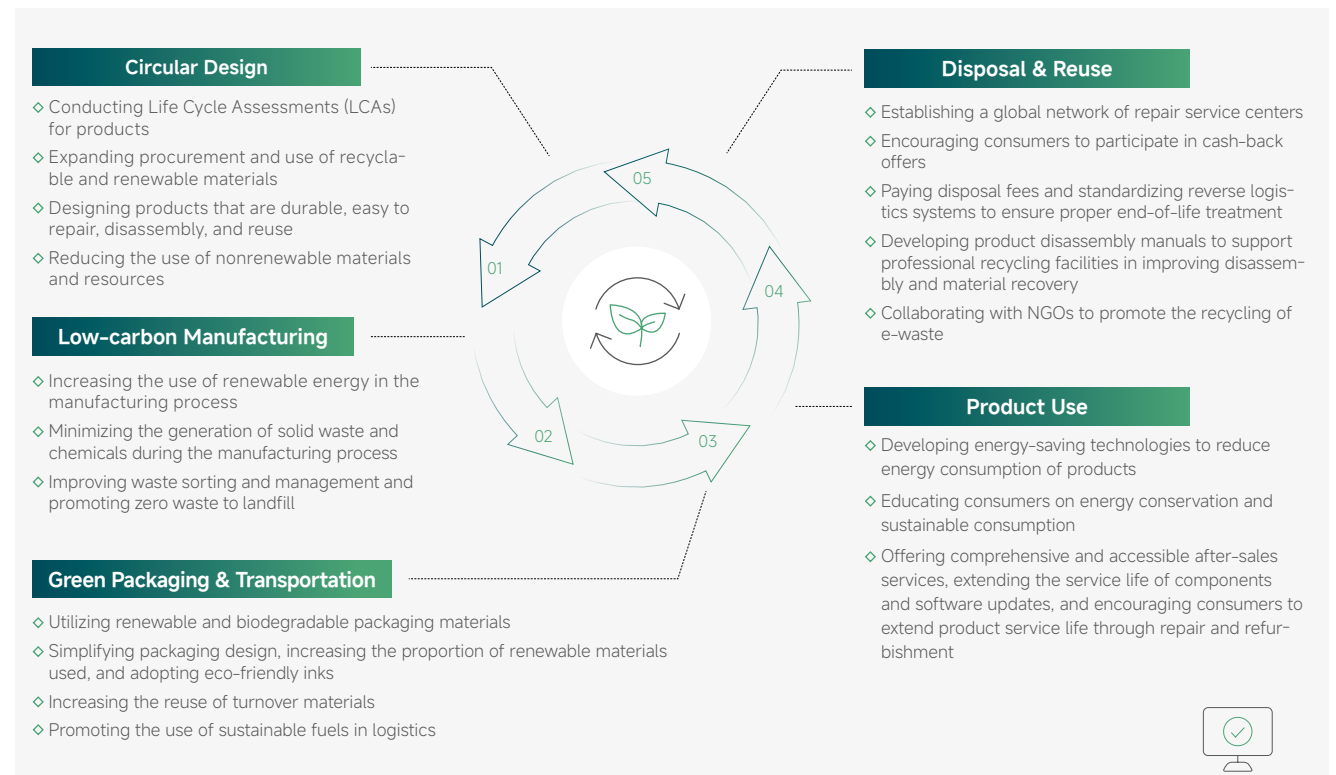 Circular Design
Conducting Life Cycle Assessments (LCAs)
for products
Expanding procurement and use of recycla-
ble and renewable materials
Designing products that are durable, easy to
repair, disassembly, and reuse
Reducing the use of nonrenewable materials
and resources
Low-carbon Manufacturing
Increasing the use of renewable energy in the
manufacturing process
Minimizing the generation of solid waste and
chemicals during the manufacturing process
Improving waste sorting and management and
promoting zero waste to landfill
Green Packaging & Transportation
Utilizing renewable and biodegradable packaging materials
Simplifying packaging design, increasing the proportion of renewable materials
used, and adopting eco-friendly inks
Increasing the reuse of turnover materials
Promoting the use of sustainable fuels in logistics
01
02
03
04
05
Disposal & Reuse
Establishing a global network of repair service centers
Encouraging consumers to participate in cash-back
offers
Paying disposal fees and standardizing reverse logis-
tics systems to ensure proper end-of-life treatment
Developing product disassembly manuals to support
professional recycling facilities in improving disassem-
bly and material recovery
Collaborating with NGOs to promote the recycling of
e-waste
Product Use
Developing energy-saving technologies to reduce
energy consumption of products
Educating consumers on energy conservation and
sustainable consumption
Offering comprehensive and accessible after-sales
services, extending the service life of components
and software updates, and encouraging consumers to
extend product service life through repair and refur-
bishment